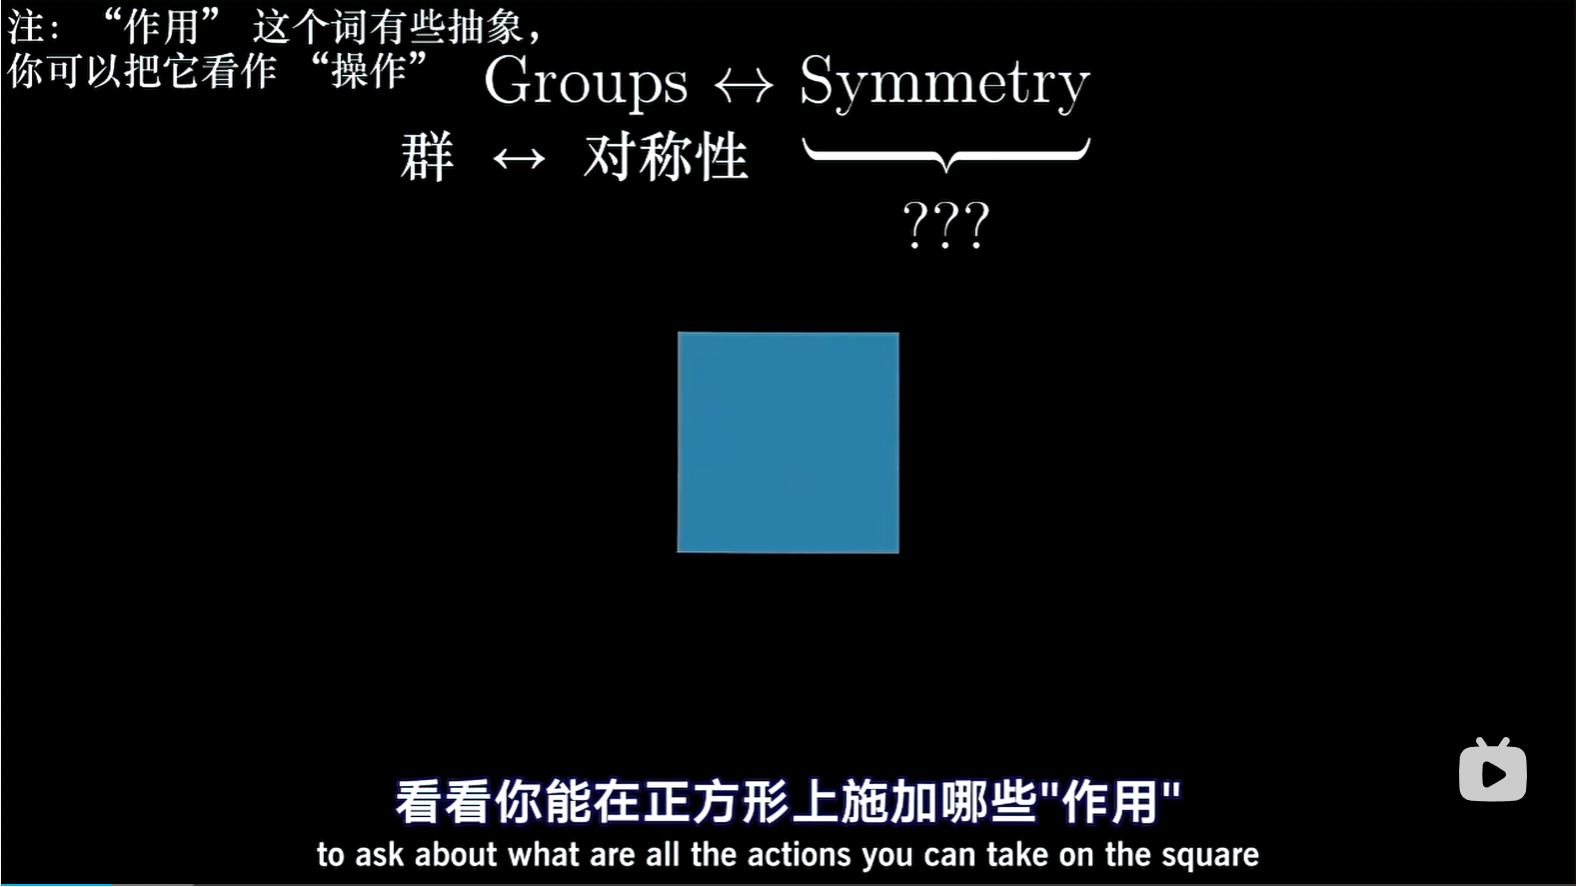 注：“作用” 这个词有些抽象，
你可以把它看作 “操作”
Groups ↔ Symmetry
群 ↔ 对称性
???
看看你能在正方形上施加哪些"作用"
to ask about what are all the actions you can take on the square